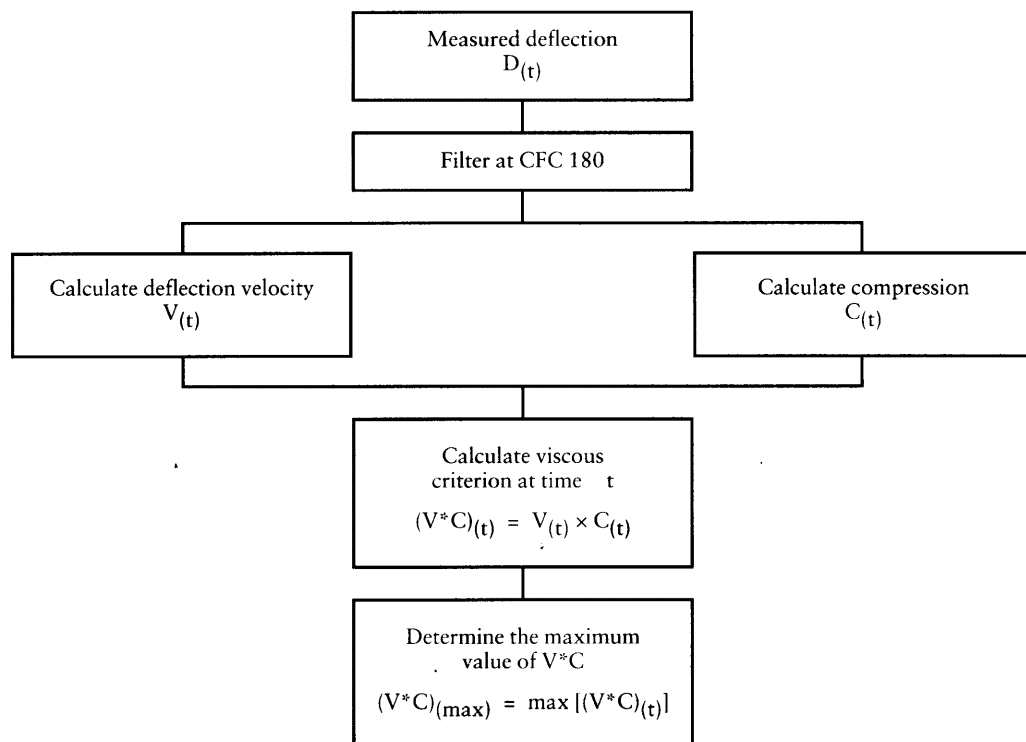 Measured deflection
D(t)
Filter at CFC 180
Calculate deflection velocity
V(t)
Calculate compression
C(t)
Calculate viscous
criterion at time t
(V*C)(t) = V(t) × C(t)
Determine the maximum
value of V*C
(V*C)(max) = max [(V*C)(t)]